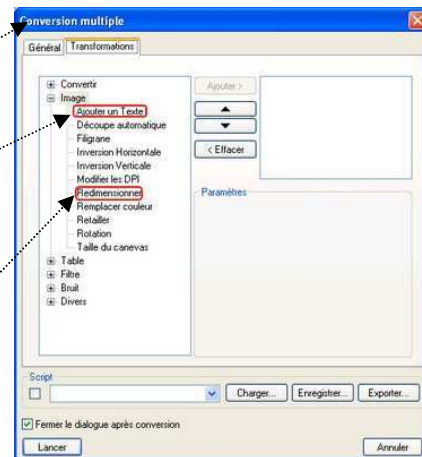 Conversion multiple
Général Transformations
Convertir
Image
Ajouter un Texte
Découpe automatique
Filigrane
Inversion Horizontale
Inversion Verticale
Modifier les DPI
Redimensionner
Remplacer couleur
Retailler
Rotation
Taille du canevas
Table
Filtre
Bruit
Divers
Ajouter >
< Effacer
Paramètres
Script
Charger... Enregistrer... Exporter...
Fermer le dialogue après conversion
Lancer Annuler